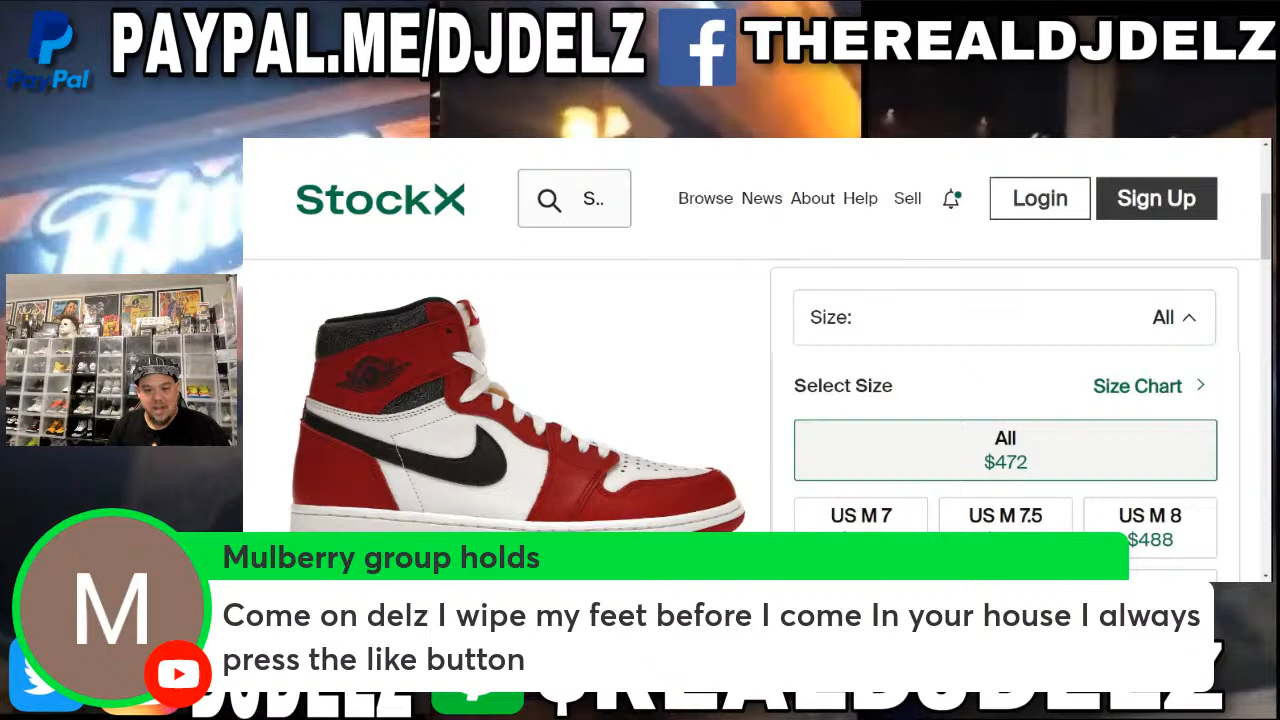 PayPal
PAYPAL.ME/DJDELZ
THEREALDJDELZ
StockX
S..
Browse News About Help Sell
Login
Sign Up
Size:
All
Select Size
Size Chart
All
$472
US M 7
US M 7.5
US M 8
$488
Mulberry group holds
M
Come on delz I wipe my feet before I come In your house I always
press the like button